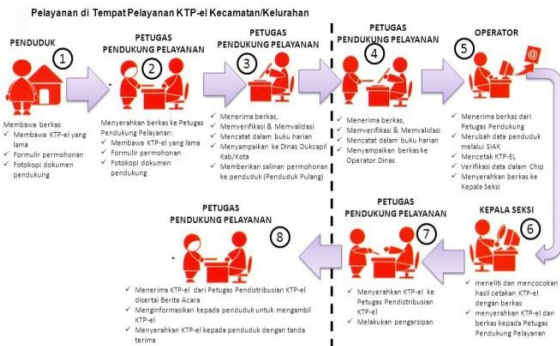 Pelayanan di Tempat Pelayanan KTP-el Kecamatan/Kelurahan
PENDUDUK
1
Membawa berkas:
✓ Membawa KTP-el yang
lama
✓ Formulir permohonan
✓ Fotokopi dokumen
pendukung
PETUGAS
PENDUKUNG PELAYANAN
2
Menyerahkan berkas ke Petugas
Pendukung Pelayanan:
✓ Membawa KTP-el yang lama
✓ Formulir permohonan
✓ Fotokopi dokumen
pendukung
PETUGAS
PENDUKUNG PELAYANAN
3
✓ Menerima berkas,
✓ Memverifikasi & Memvalidasi
✓ Mencatat dalam buku harian
✓ Menyampaikan ke Dinas Dukcapil
Kab/Kota
✓ Memberikan salinan permohonan
ke penduduk (Penduduk Pulang)
PETUGAS
PENDUKUNG PELAYANAN
4
✓ Menerima berkas,
✓ Memverifikasi & Memvalidasi
✓ Mencatat dalam buku harian
✓ Menyampaikan berkas ke
Operator Dinas
OPERATOR
5
@
✓ Menerima berkas dari
Petugas Pendukung
✓ Merubah data penduduk
melalui SIAK
✓ Mencetak KTP-EL
✓ Verifikasi data dalam Chip
✓ Menyerahkan berkas ke
Kepala Seksi
KEPALA SEKSI
6
✓ meneliti dan mencocokan
hasil cetakan KTP-el
dengan berkas
✓ menyerahkan KTP-el dan
berkas kepada Petugas
Pendukung Pelayanan
PETUGAS
PENDUKUNG PELAYANAN
7
✓ Menyerahkan KTP-el ke
Petugas Pendistribusian
KTP-el
✓ Melakukan pengarsipan
PETUGAS
PENDUKUNG PELAYANAN
8
✓ Menerima KTP-el dari Petugas Pendistribusian KTP-el
disertai Berita Acara
✓ Menginformasikan kepada penduduk untuk mengambil
KTP-el
✓ Menyerahkan KTP-el kepada penduduk dengan tanda
terima